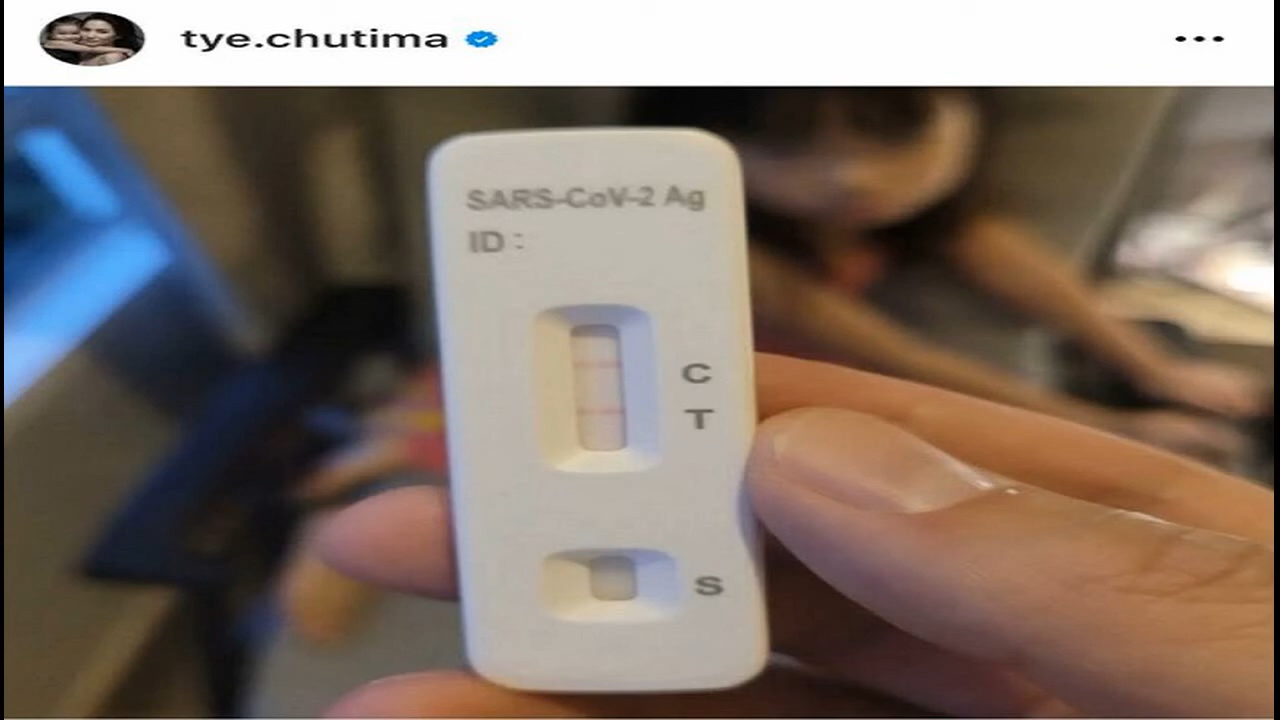 tye.chutima
SARS-CoV-2 Ag
ID :
C
T
S